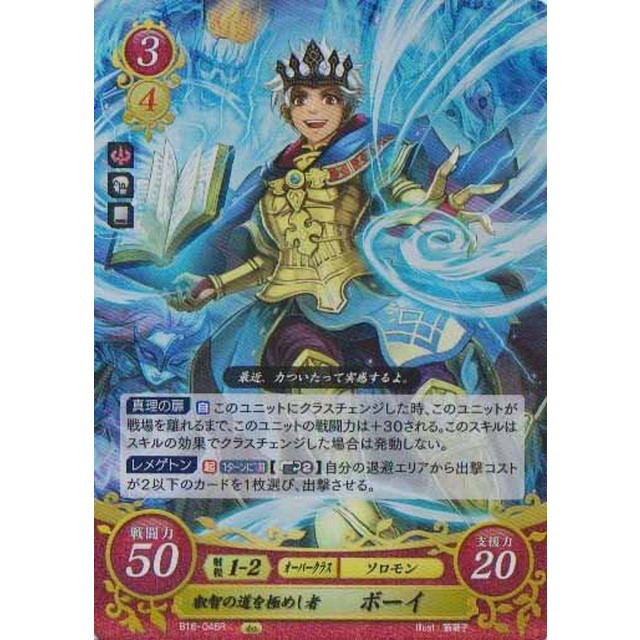 3
4
最近、力ついたって実感するよ。
真理の扉 自 このユニットにクラスチェンジした時、このユニットが
戦場を離れるまで、このユニットの戦闘力は＋30される。このスキルは
スキルの効果でクラスチェンジした場合は発動しない。
レメゲトン 起 1ターンに1回【 2】自分の退避エリアから出撃コスト
が2以下のカードを1枚選び、出撃させる。
戦闘力 50
射程 1-2 オーバークラス ソロモン
支援力 20
叡智の道を極めし者 ボーイ
B16-046R
Illust：